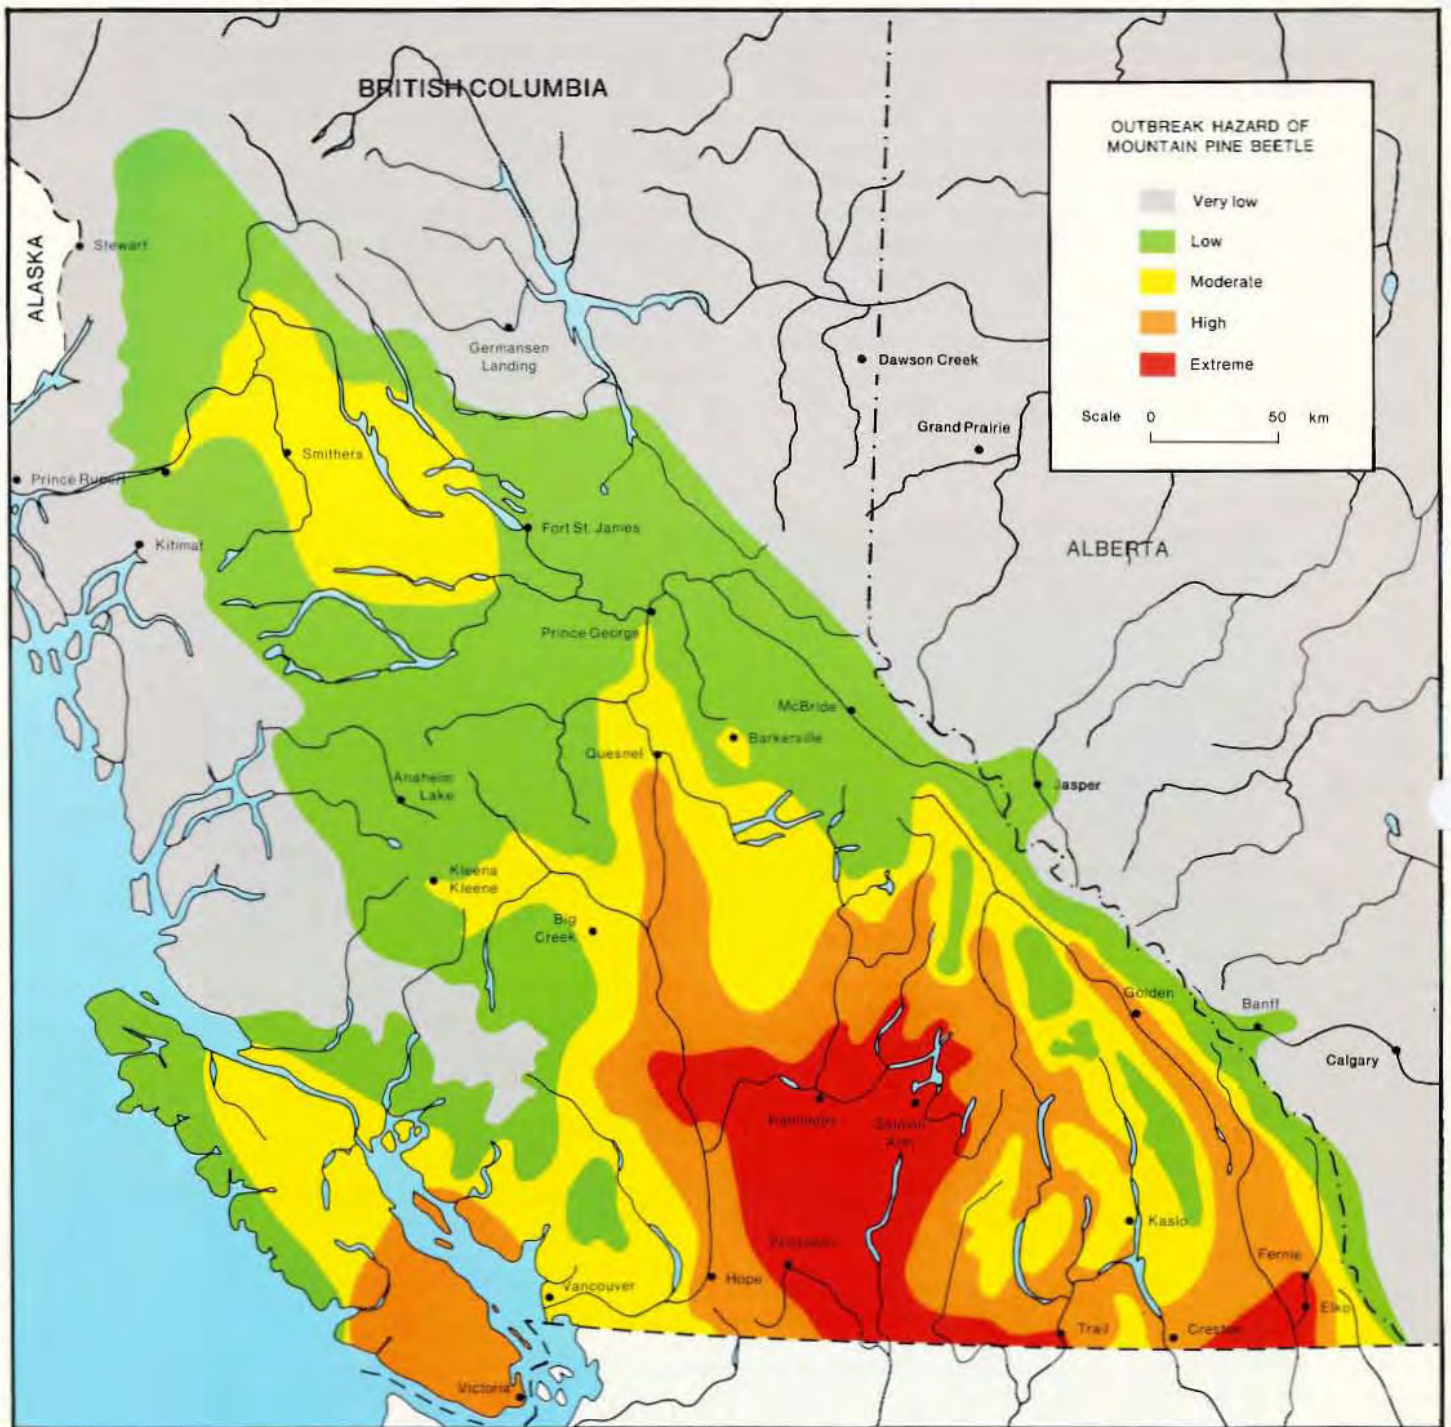 BRITISH COLUMBIA
OUTBREAK HAZARD OF
MOUNTAIN PINE BEETLE
Very low
Low
Moderate
High
Extreme
Scale 0 50 km
ALASKA
Stewart
Germansen
Landing
Dawson Creek
Grand Prairie
Smithers
Prince Rupert
Fort St. James
Kitimat
ALBERTA
Prince George
McBride
Barkerville
Quesnel
Anaheim
Lake
Jasper
Kleena
Kleene
Big
Creek
Golden
Banff
Calgary
Kamloops
Salmon
Arm
Kaslo
Princeton
Fernie
Hope
Vancouver
Elko
Trail
Creston
Victoria